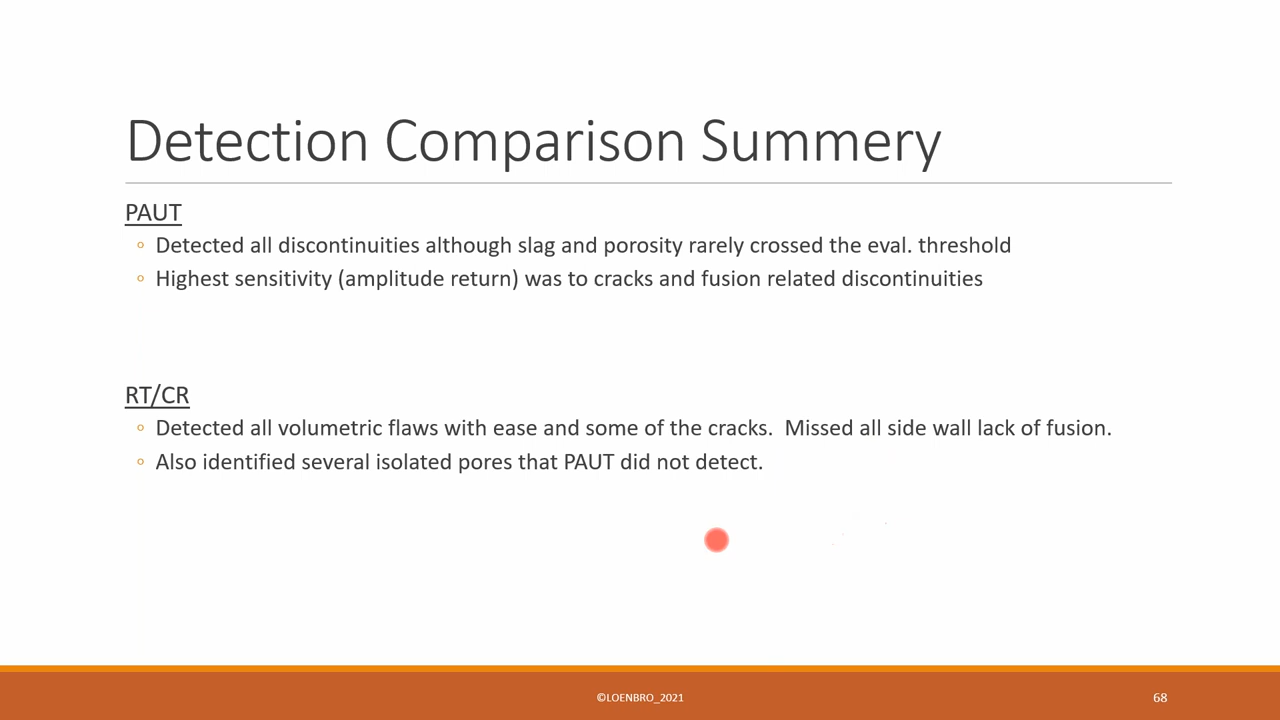 Detection Comparison Summery
PAUT
◦ Detected all discontinuities although slag and porosity rarely crossed the eval. threshold
◦ Highest sensitivity (amplitude return) was to cracks and fusion related discontinuities
RT/CR
◦ Detected all volumetric flaws with ease and some of the cracks.  Missed all side wall lack of fusion.
◦ Also identified several isolated pores that PAUT did not detect.
©LOENBRO_2021
68